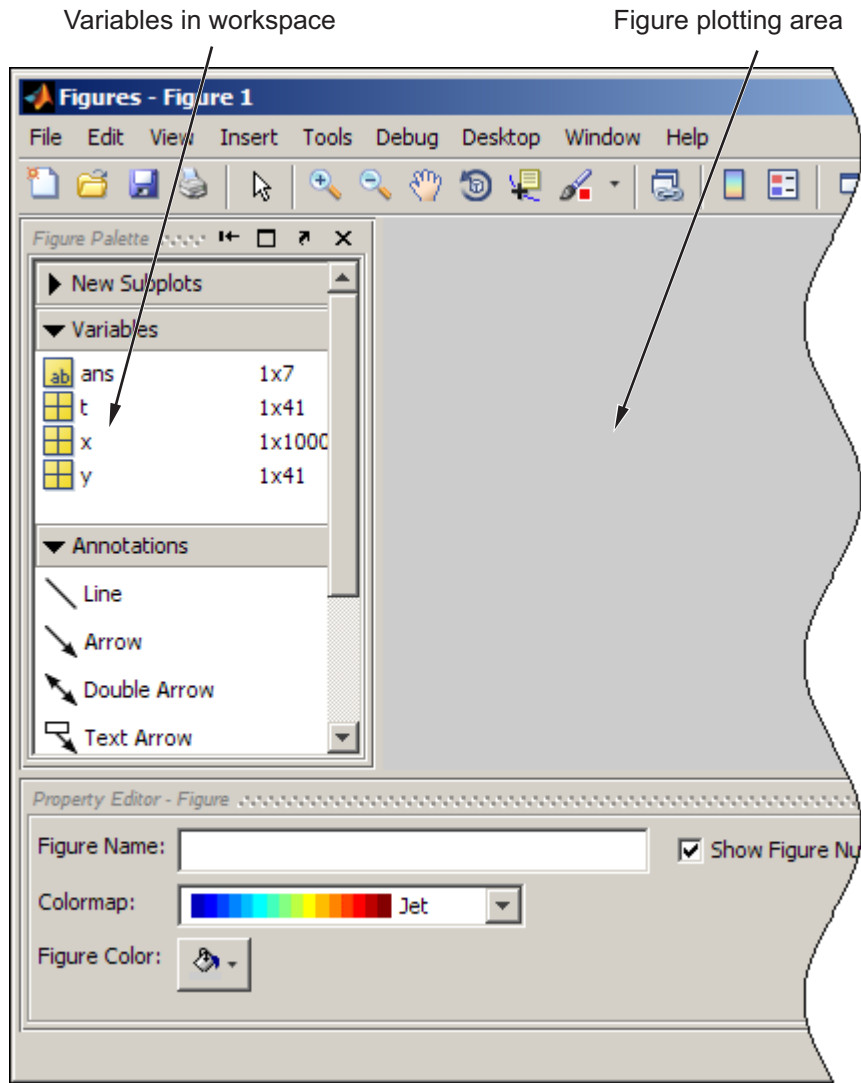 Variables in workspace
Figure plotting area
Figures - Figure 1
File Edit View Insert Tools Debug Desktop Window Help
Figure Palette
New Subplots
Variables
ab ans 1x7
t 1x41
x 1x1000
y 1x41
Annotations
Line
Arrow
Double Arrow
Text Arrow
Property Editor - Figure
Figure Name:
Show Figure Nu
Colormap: Jet
Figure Color: